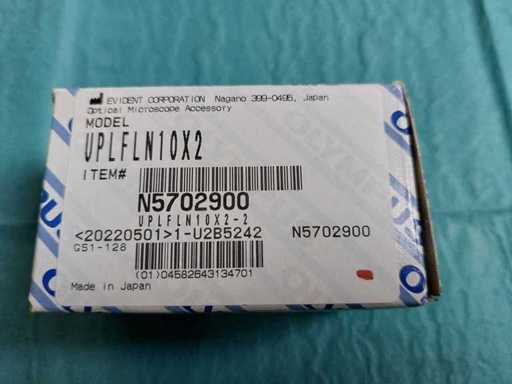 EVIDENT CORPORATION Nagano 399-0495, Japan
Optical Microscope Accessory
MODEL
UPLFLN10X2
ITEM#
N5702900
UPLFLN10X2-2
<20220501>1-U2B5242 N5702900
GS1-128
(01)04582643134701
Made in Japan